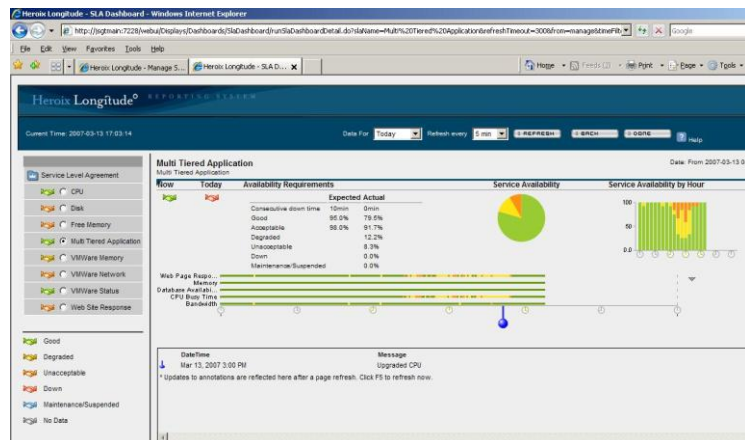 Heroix Longitude - SLA Dashboard - Windows Internet Explorer
http://jsgtmain:7228/webui/Displays/Dashboards/SlaDashboard/runSlaDashboardDetail.do?slaName=Multi%20Tiered%20Application&refreshTimeout=300&from=manage&timeFilt
Google
File Edit View Favorites Tools Help
Heroix Longitude - Manage S...
Heroix Longitude - SLA D...
Home Feeds Print Page Tools
Heroix Longitude REPORTING SYSTEM
Current Time: 2007-03-13 17:03:14
Data For Today Refresh every 5 min REFRESH BACK DONE Help
Service Level Agreement
CPU
Disk
Free Memory
Multi Tiered Application
VMWare Memory
VMWare Network
VMWare Status
Web Site Response
Good
Degraded
Unacceptable
Down
Maintenance/Suspended
No Data
Multi Tiered Application
Multi Tiered Application
Date: From 2007-03-13 0
Now Today Availability Requirements Service Availability Service Availability by Hour
Expected Actual
Consecutive down time 10min 0min
Good 95.0% 79.5%
Acceptable 98.0% 91.7%
Degraded 12.2%
Unacceptable 8.3%
Down 0.0%
Maintenance/Suspended 0.0%
100
50
0.0
Web Page Respo...
Memory
Database Availabi...
CPU Busy Time
Bandwidth
DateTime Message
Mar 13, 2007 3:00 PM Upgraded CPU
* Updates to annotations are reflected here after a page refresh. Click F5 to refresh now.